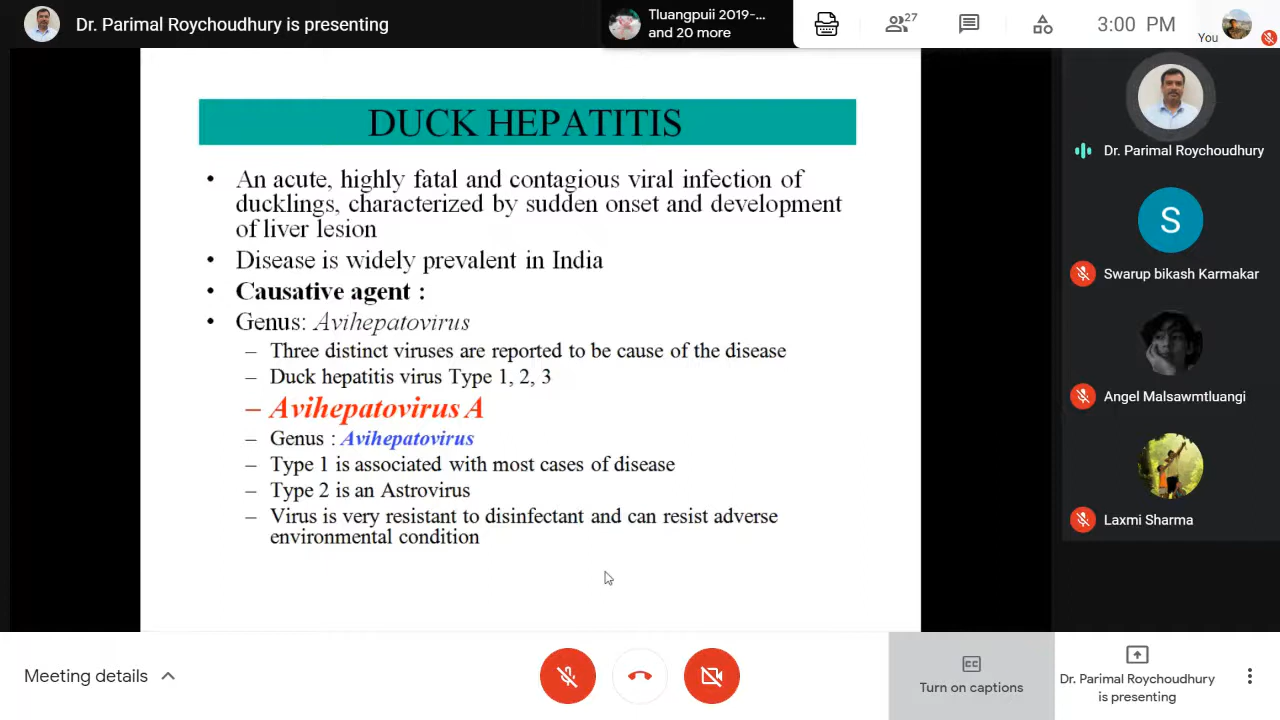 Dr. Parimal Roychoudhury is presenting
Tluangpuii 2019-...
and 20 more
27
3:00 PM
You
DUCK HEPATITIS
• An acute, highly fatal and contagious viral infection of
ducklings, characterized by sudden onset and development
of liver lesion
• Disease is widely prevalent in India
• Causative agent :
• Genus: Avihepatovirus
– Three distinct viruses are reported to be cause of the disease
– Duck hepatitis virus Type 1, 2, 3
– Avihepatovirus A
– Genus : Avihepatovirus
– Type 1 is associated with most cases of disease
– Type 2 is an Astrovirus
– Virus is very resistant to disinfectant and can resist adverse
environmental condition
Dr. Parimal Roychoudhury
S
Swarup bikash Karmakar
Angel Malsawmtluangi
Laxmi Sharma
Meeting details
CC
Turn on captions
Dr. Parimal Roychoudhury
is presenting